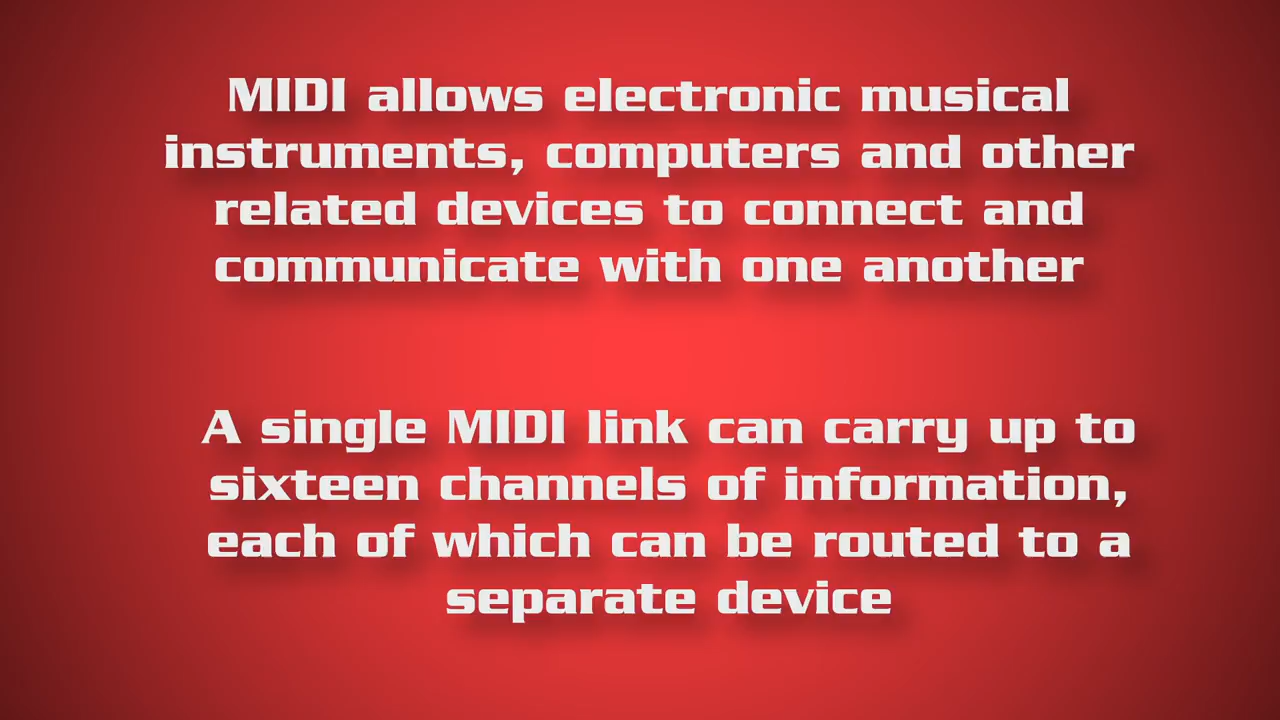 MIDI allows electronic musical
instruments, computers and other
related devices to connect and
communicate with one another
A single MIDI link can carry up to
sixteen channels of information,
each of which can be routed to a
separate device